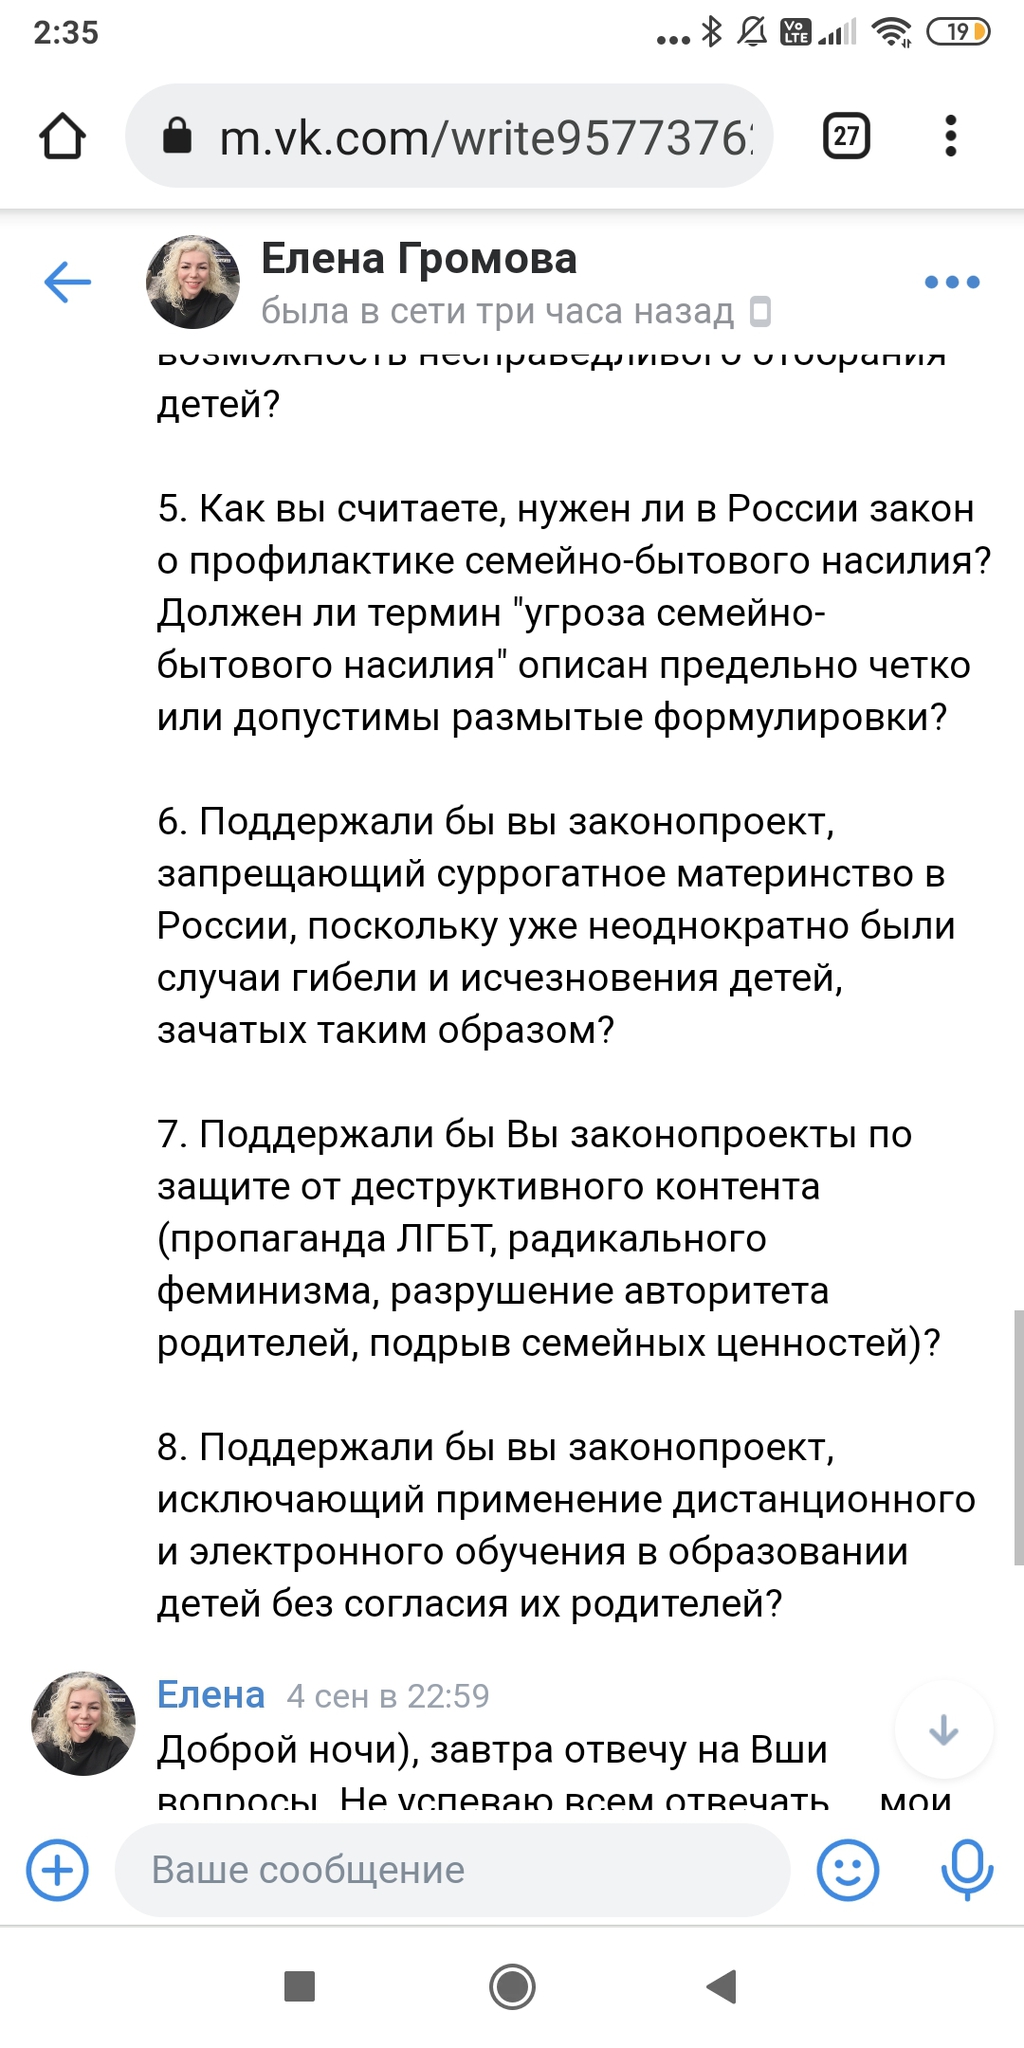 2:35
Vo LTE
19
m.vk.com/write9577376
27
Елена Громова
была в сети три часа назад
возможность несправедливого отобрания
детей?
5. Как вы считаете, нужен ли в России закон
о профилактике семейно-бытового насилия?
Должен ли термин "угроза семейно-
бытового насилия" описан предельно четко
или допустимы размытые формулировки?
6. Поддержали бы вы законопроект,
запрещающий суррогатное материнство в
России, поскольку уже неоднократно были
случаи гибели и исчезновения детей,
зачатых таким образом?
7. Поддержали бы Вы законопроекты по
защите от деструктивного контента
(пропаганда ЛГБТ, радикального
феминизма, разрушение авторитета
родителей, подрыв семейных ценностей)?
8. Поддержали бы вы законопроект,
исключающий применение дистанционного
и электронного обучения в образовании
детей без согласия их родителей?
Елена 4 сен в 22:59
Доброй ночи), завтра отвечу на Вши
вопросы. Не успеваю всем отвечать ... мои
Ваше сообщение